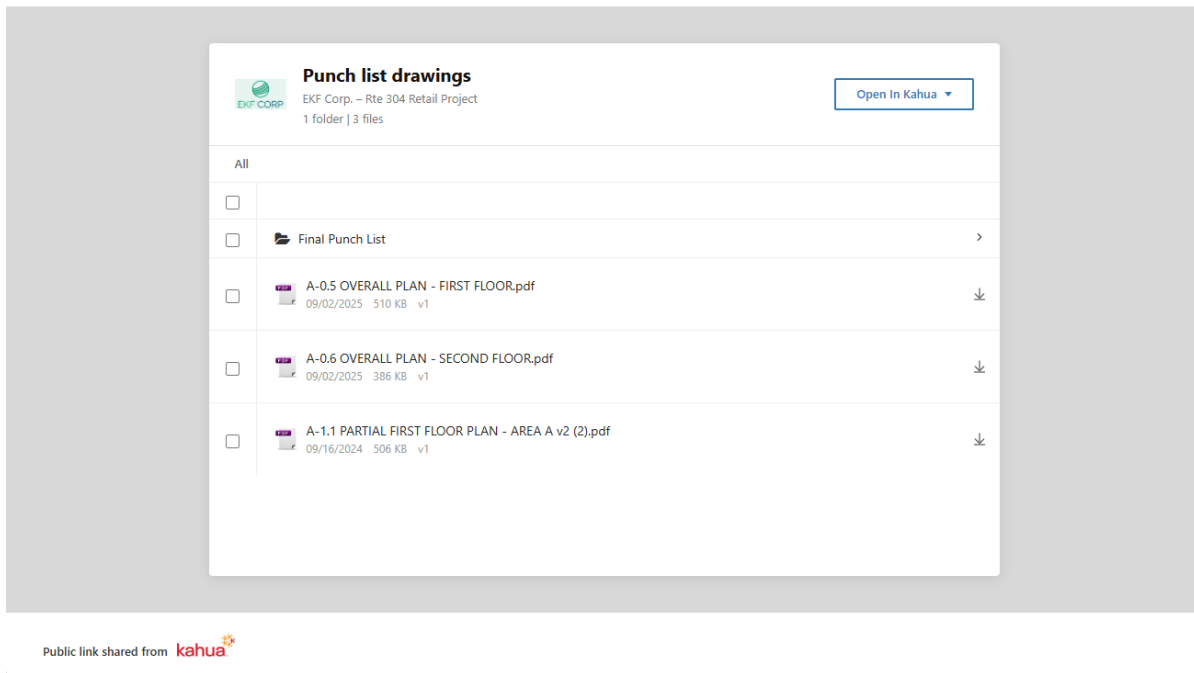 Punch list drawings
EKF CORP
EKF Corp. – Rte 304 Retail Project
1 folder | 3 files
Open In Kahua
All
Final Punch List
A-0.5 OVERALL PLAN - FIRST FLOOR.pdf
09/02/2025 510 KB v1
A-0.6 OVERALL PLAN - SECOND FLOOR.pdf
09/02/2025 386 KB v1
A-1.1 PARTIAL FIRST FLOOR PLAN - AREA A v2 (2).pdf
09/16/2024 506 KB v1
PDF
PDF
PDF
Public link shared from kahua